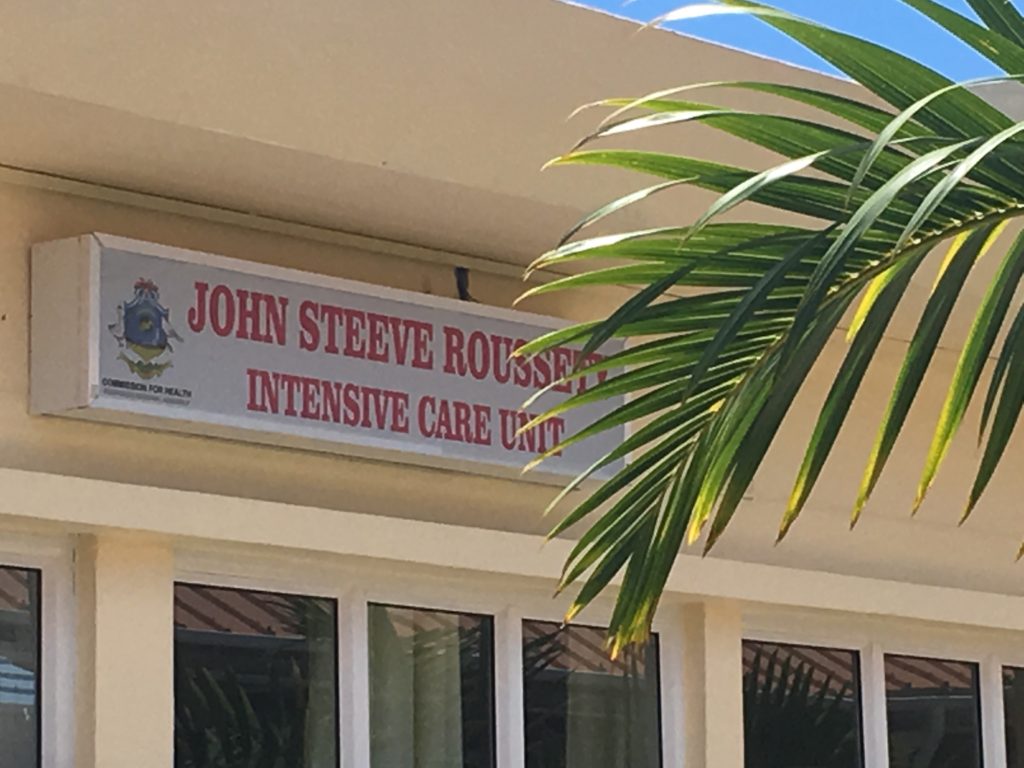 JOHN STEEVE ROUSSETY
INTENSIVE CARE UNIT
COMMISSION FOR HEALTH